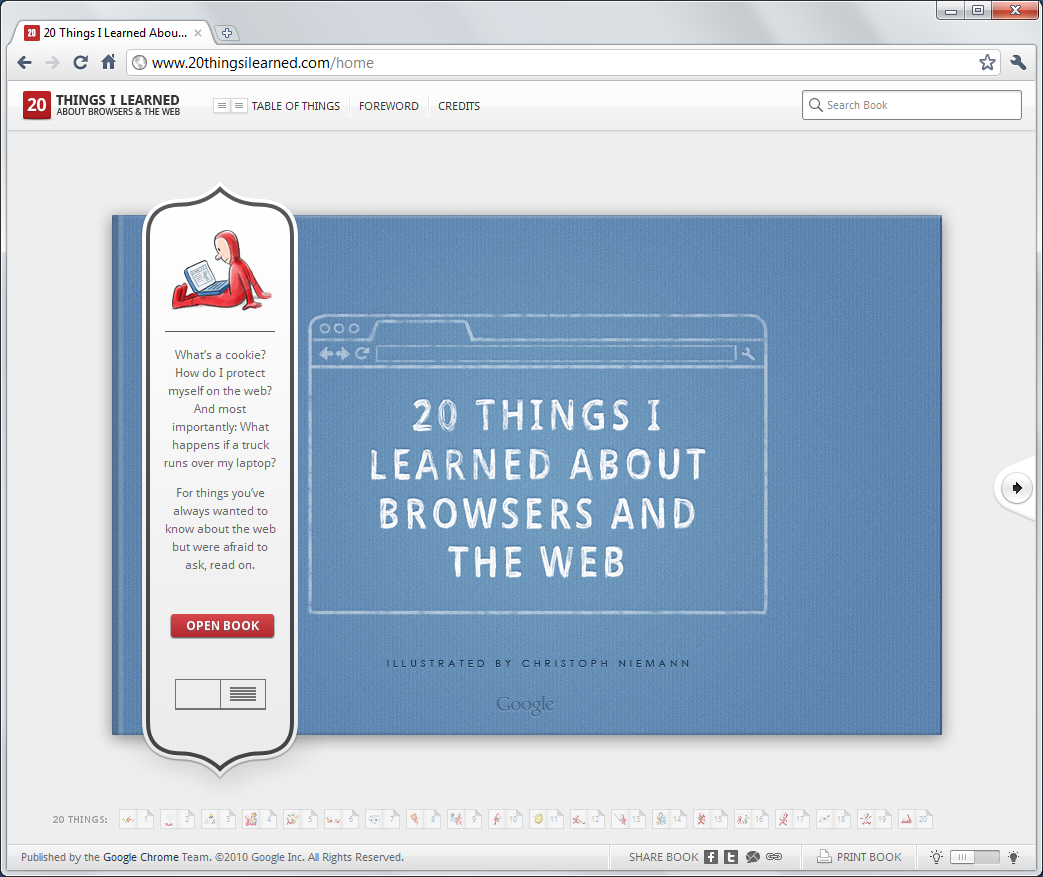 20 Things I Learned Abou...
www.20thingsilearned.com/home
20 THINGS I LEARNED
ABOUT BROWSERS & THE WEB
TABLE OF THINGS
FOREWORD
CREDITS
Search Book
What's a cookie?
How do I protect
myself on the web?
And most
importantly: What
happens if a truck
runs over my laptop?
For things you've
always wanted to
know about the web
but were afraid to
ask, read on.
OPEN BOOK
20 THINGS I
LEARNED ABOUT
BROWSERS AND
THE WEB
ILLUSTRATED BY CHRISTOPH NIEMANN
Google
20 THINGS: 1 2 3 4 5 6 7 8 9 10 11 12 13 14 15 16 17 18 19 20
Published by the Google Chrome Team. ©2010 Google Inc. All Rights Reserved.
SHARE BOOK
PRINT BOOK